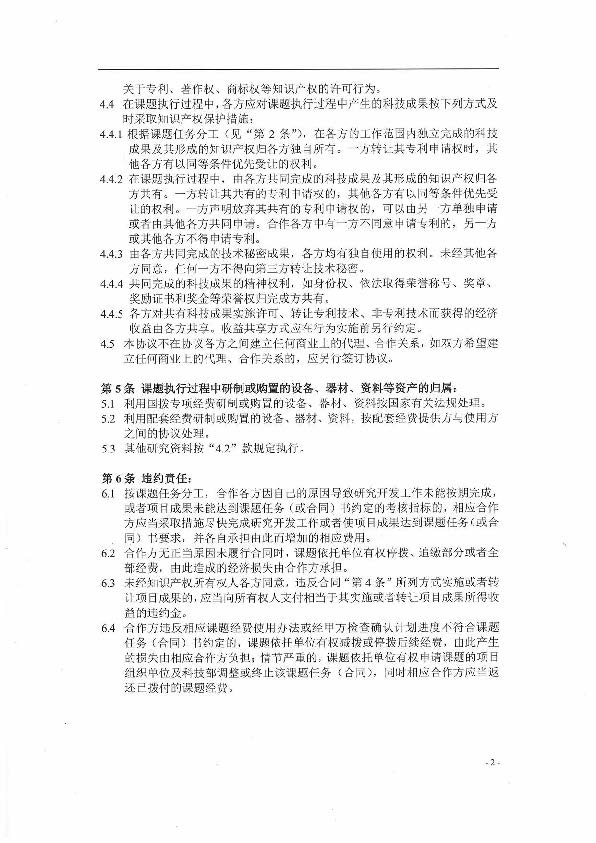 关于专利、著作权、商标权等知识产权的许可行为。
4.4 在课题执行过程中，各方应对课题执行过程中产生的科技成果按下列方式及
时采取知识产权保护措施：
4.4.1 根据课题任务分工（见“第 2 条”），在各方的工作范围内独立完成的科技
成果及其形成的知识产权归各方独自所有。一方转让其专利申请权时，其
他各方有以同等条件优先受让的权利。
4.4.2 在课题执行过程中，由各方共同完成的科技成果及其形成的知识产权归各
方共有。一方转让其共有的专利申请权的，其他各方有以同等条件优先受
让的权利。一方声明放弃其共有的专利申请权的，可以由另一方单独申请
或者由其他各方共同申请。合作各方中有一方不同意申请专利的，另一方
或其他各方不得申请专利。
4.4.3 由各方共同完成的技术秘密成果，各方均有独自使用的权利。未经其他各
方同意，任何一方不得向第三方转让技术秘密。
4.4.4 共同完成的科技成果的精神权利，如身份权、依法取得荣誉称号、奖章、
奖励证书和奖金等荣誉权归完成方共有。
4.4.5 各方对共有科技成果实施许可、转让专利技术、非专利技术而获得的经济
收益由各方共享。收益共享方式应在行为实施前另行约定。
4.5 本协议不在协议各方之间建立任何商业上的代理、合作关系，如双方希望建
立任何商业上的代理、合作关系的，应另行签订协议。
第 5 条 课题执行过程中研制或购置的设备、器材、资料等资产的归属：
5.1 利用国拨专项经费研制或购置的设备、器材、资料按国家有关法规处理。
5.2 利用配套经费研制或购置的设备、器材、资料，按配套经费提供方与使用方
之间的协议处理。
5.3 其他研究资料按“4.2”款规定执行。
第 6 条 违约责任：
6.1 按课题任务分工，合作各方因自己的原因导致研究开发工作未能按期完成，
或者项目成果未能达到课题任务（或合同）书约定的考核指标的，相应合作
方应当采取措施尽快完成研究开发工作或者使项目成果达到课题任务（或合
同）书要求，并各自承担由此而增加的相应费用。
6.2 合作方无正当原因未履行合同时，课题依托单位有权停拨、追缴部分或者全
部经费，由此造成的经济损失由合作方承担。
6.3 未经知识产权所有权人各方同意，违反合同“第 4 条”所列方式实施或者转
让项目成果的，应当向所有权人支付相当于其实施或者转让项目成果所得收
益的违约金。
6.4 合作方违反相应课题经费使用办法或经甲方检查确认计划进度不符合课题
任务（合同）书约定的，课题依托单位有权减拨或停拨后续经费，由此产生
的损失由相应合作方负担；情节严重的，课题依托单位有权申请课题的项目
组织单位及科技部调整或终止该课题任务（合同），同时相应合作方应当返
还已拨付的课题经费。
- 2 -